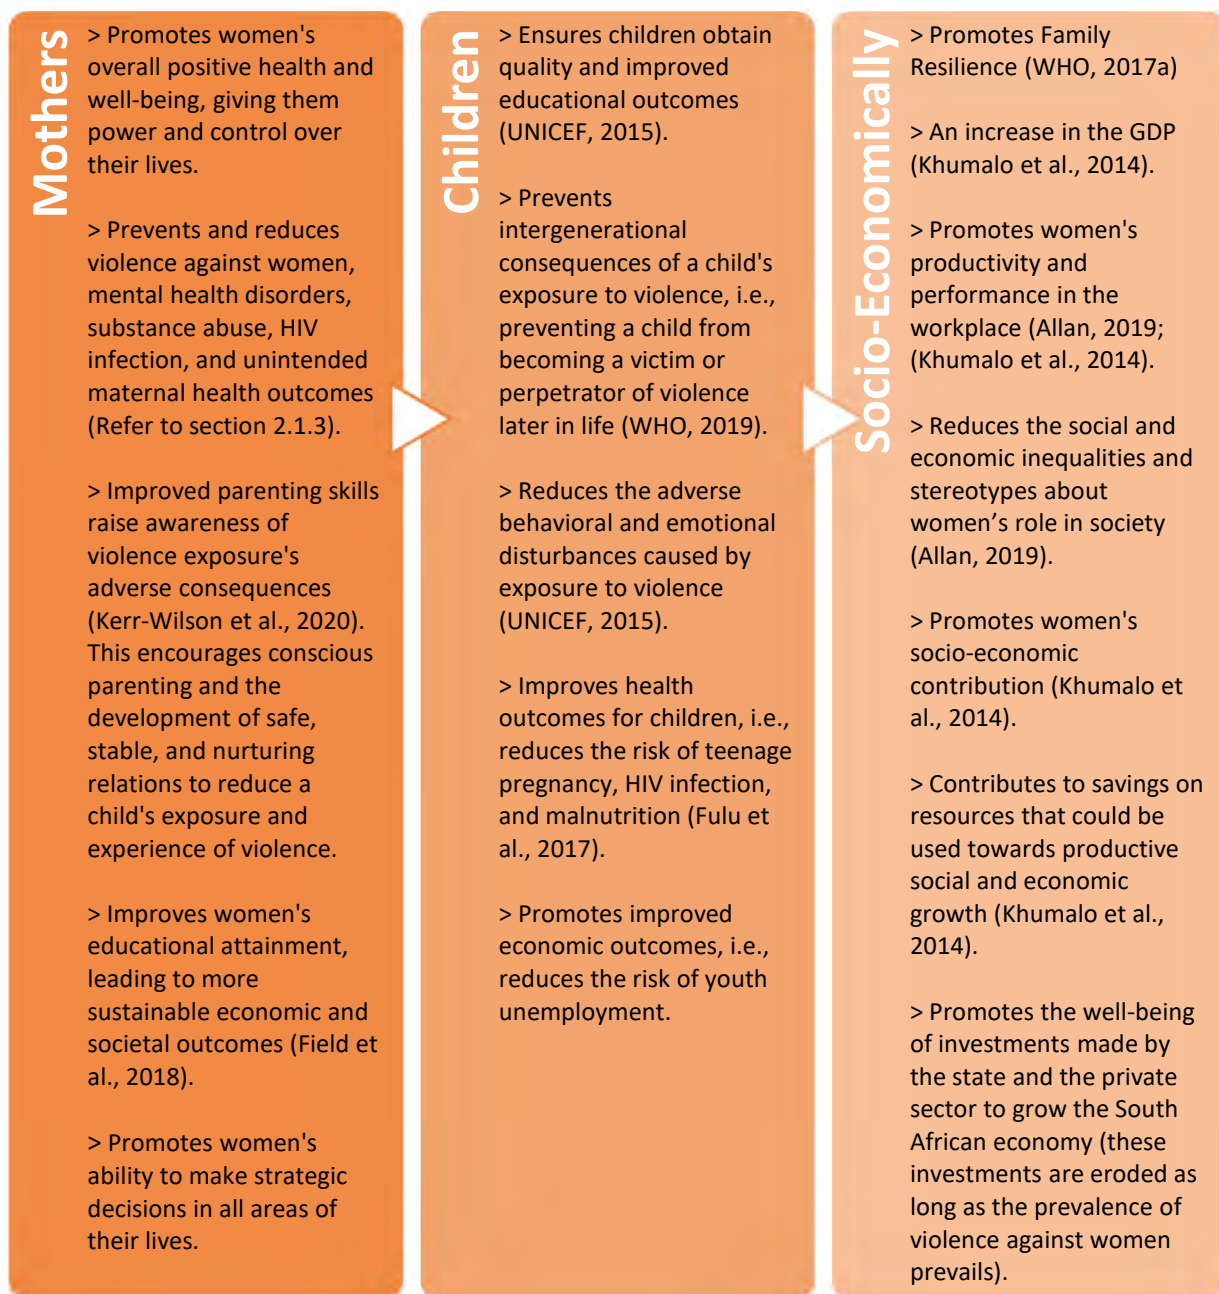 Mothers
> Promotes women's
overall positive health and
well-being, giving them
power and control over
their lives.
> Prevents and reduces
violence against women,
mental health disorders,
substance abuse, HIV
infection, and unintended
maternal health outcomes
(Refer to section 2.1.3).
> Improved parenting skills
raise awareness of
violence exposure's
adverse consequences
(Kerr-Wilson et al., 2020).
This encourages conscious
parenting and the
development of safe,
stable, and nurturing
relations to reduce a
child's exposure and
experience of violence.
> Improves women's
educational attainment,
leading to more
sustainable economic and
societal outcomes (Field et
al., 2018).
> Promotes women's
ability to make strategic
decisions in all areas of
their lives.
Children
> Ensures children obtain
quality and improved
educational outcomes
(UNICEF, 2015).
> Prevents
intergenerational
consequences of a child's
exposure to violence, i.e.,
preventing a child from
becoming a victim or
perpetrator of violence
later in life (WHO, 2019).
> Reduces the adverse
behavioral and emotional
disturbances caused by
exposure to violence
(UNICEF, 2015).
> Improves health
outcomes for children, i.e.,
reduces the risk of teenage
pregnancy, HIV infection,
and malnutrition (Fulu et
al., 2017).
> Promotes improved
economic outcomes, i.e.,
reduces the risk of youth
unemployment.
Socio-Economically
> Promotes Family
Resilience (WHO, 2017a)
> An increase in the GDP
(Khumalo et al., 2014).
> Promotes women's
productivity and
performance in the
workplace (Allan, 2019;
(Khumalo et al., 2014).
> Reduces the social and
economic inequalities and
stereotypes about
women’s role in society
(Allan, 2019).
> Promotes women's
socio-economic
contribution (Khumalo et
al., 2014).
> Contributes to savings on
resources that could be
used towards productive
social and economic
growth (Khumalo et al.,
2014).
> Promotes the well-being
of investments made by
the state and the private
sector to grow the South
African economy (these
investments are eroded as
long as the prevalence of
violence against women
prevails).